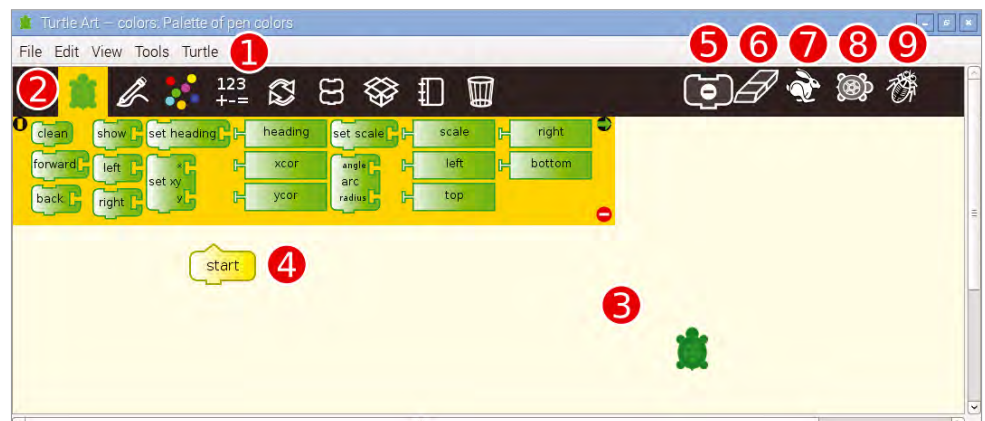 Turtle Art — colors: Palette of pen colors
File Edit View Tools Turtle
1
5 6 7 8 9
2
123
+-=
clean show set heading heading set scale scale right
forward left set xy x y xcor angle arc radius left bottom
back right ycor top
start 4
3